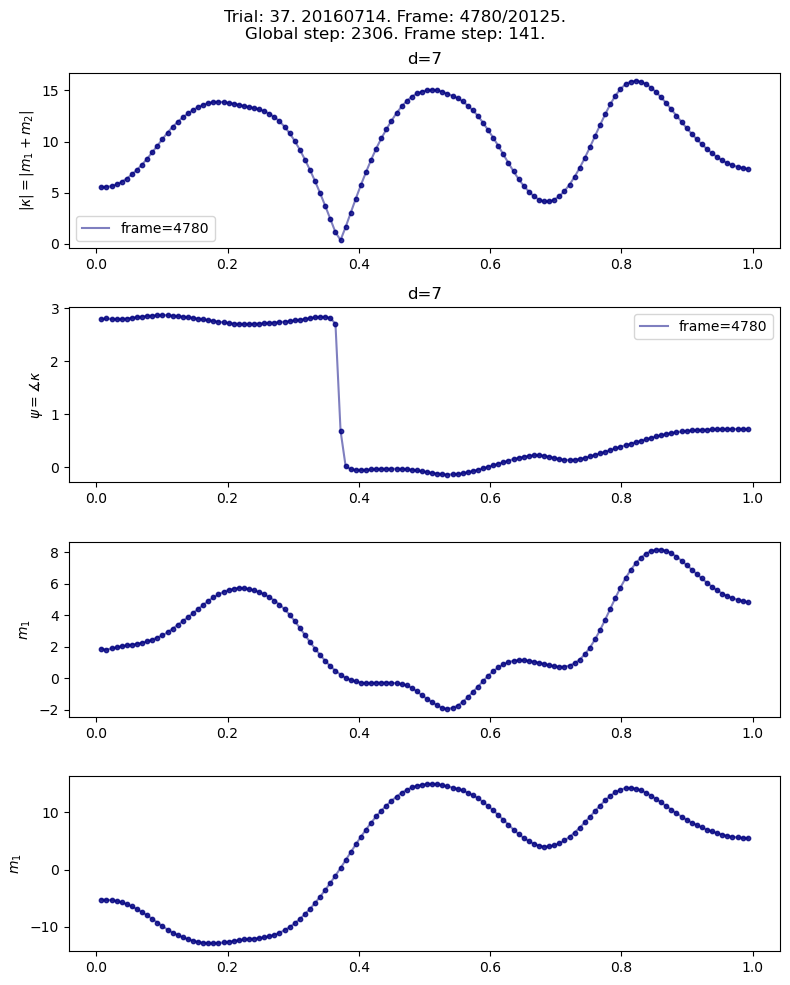 Trial: 37. 20160714. Frame: 4780/20125.
Global step: 2306. Frame step: 141.
d=7
|κ| = |m₁ + m₂|
15
10
5
0
frame=4780
0.0 0.2 0.4 0.6 0.8 1.0
d=7
ψ = ∡κ
3
2
1
0
frame=4780
0.0 0.2 0.4 0.6 0.8 1.0
m₁
8
6
4
2
0
−2
0.0 0.2 0.4 0.6 0.8 1.0
m₁
10
0
−10
0.0 0.2 0.4 0.6 0.8 1.0